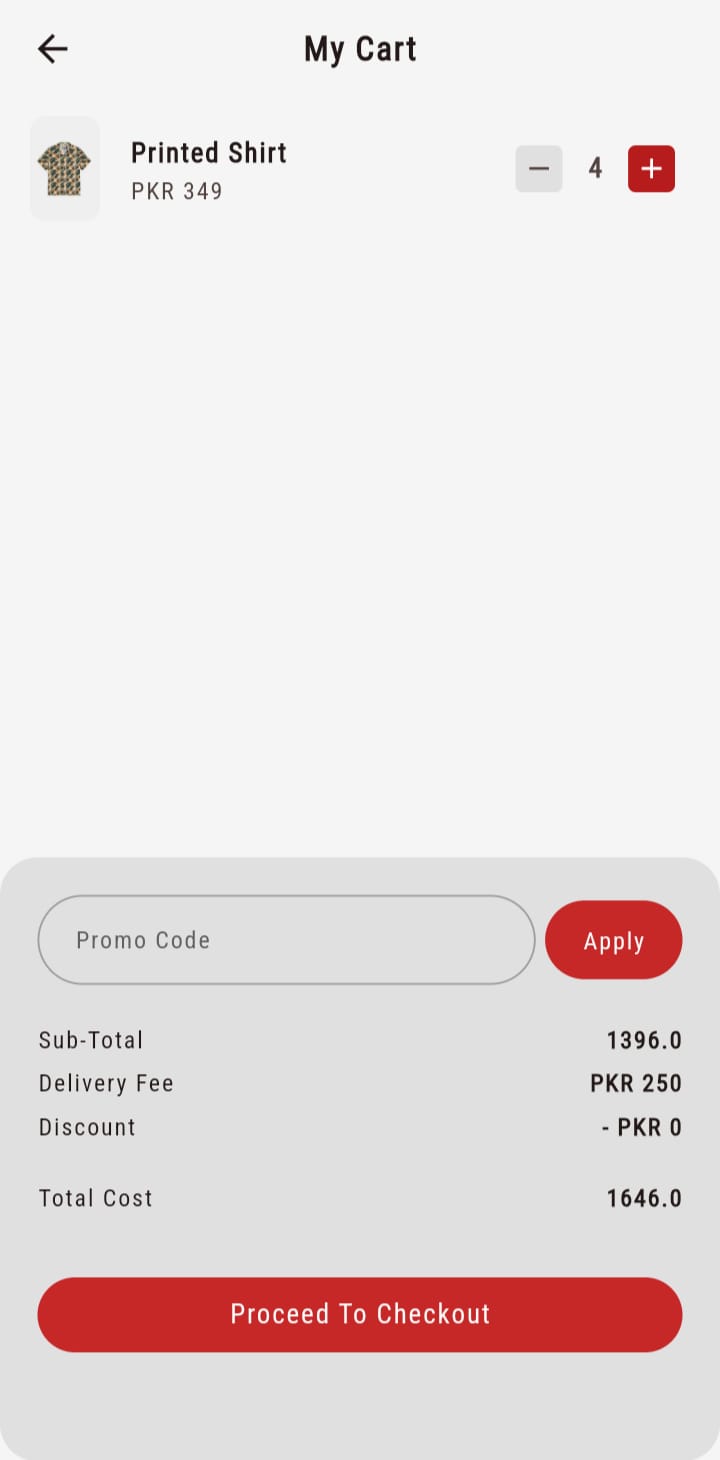 My Cart
Printed Shirt
PKR 349
4
Promo Code
Apply
Sub-Total 1396.0
Delivery Fee PKR 250
Discount - PKR 0
Total Cost 1646.0
Proceed To Checkout